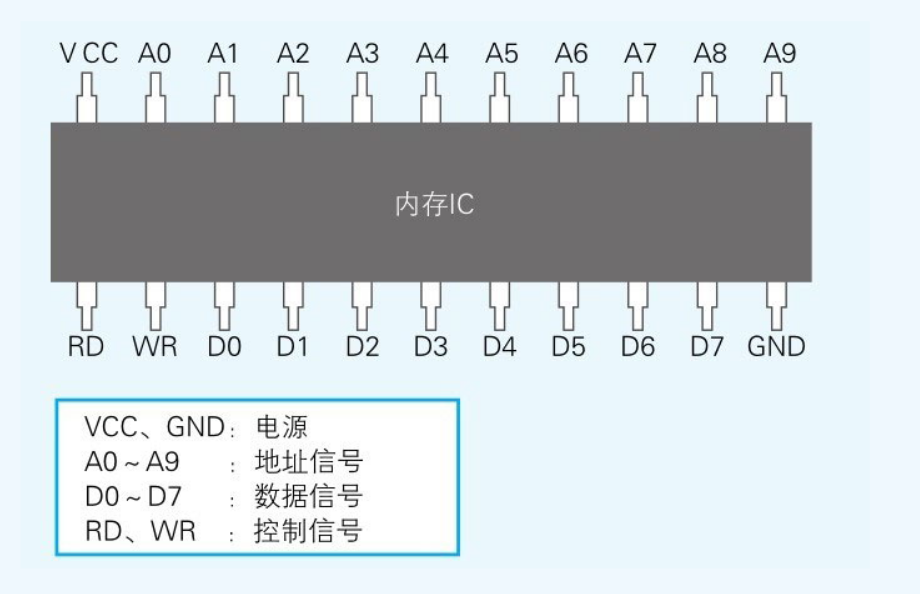 VCC A0 A1 A2 A3 A4 A5 A6 A7 A8 A9
内存IC
RD WR D0 D1 D2 D3 D4 D5 D6 D7 GND
VCC、GND：电源
A0~A9 ：地址信号
D0~D7 ：数据信号
RD、WR ：控制信号